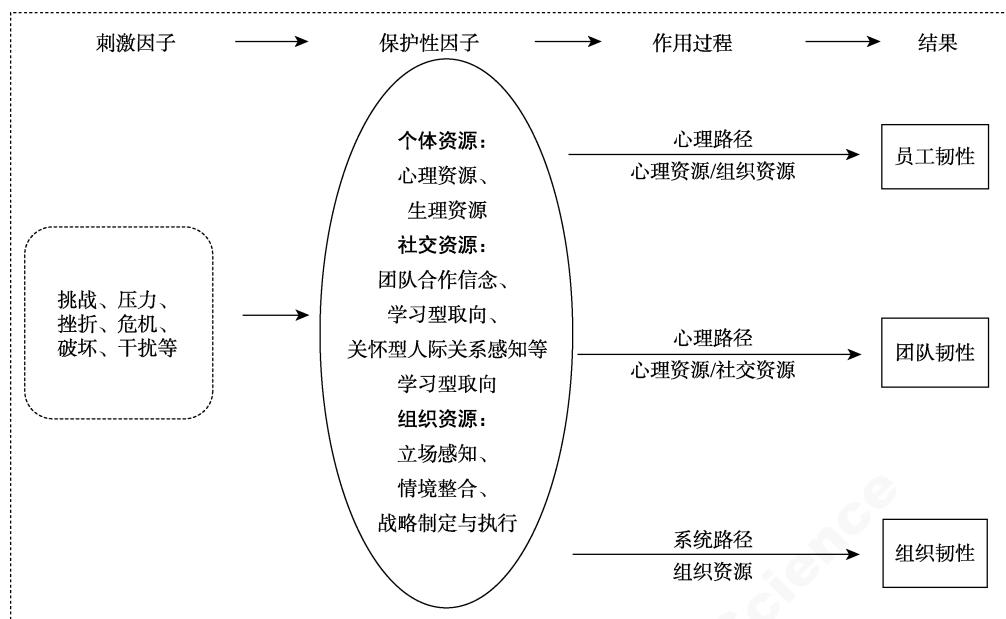 刺激因子
保护性因子
作用过程
结果
挑战、压力、
挫折、危机、
破坏、干扰等
个体资源：
心理资源、
生理资源
社交资源：
团队合作信念、
学习型取向、
关怀型人际关系感知等
学习型取向
组织资源：
立场感知、
情境整合、
战略制定与执行
心理路径
心理资源/组织资源
员工韧性
心理路径
心理资源/社交资源
团队韧性
系统路径
组织资源
组织韧性
Science